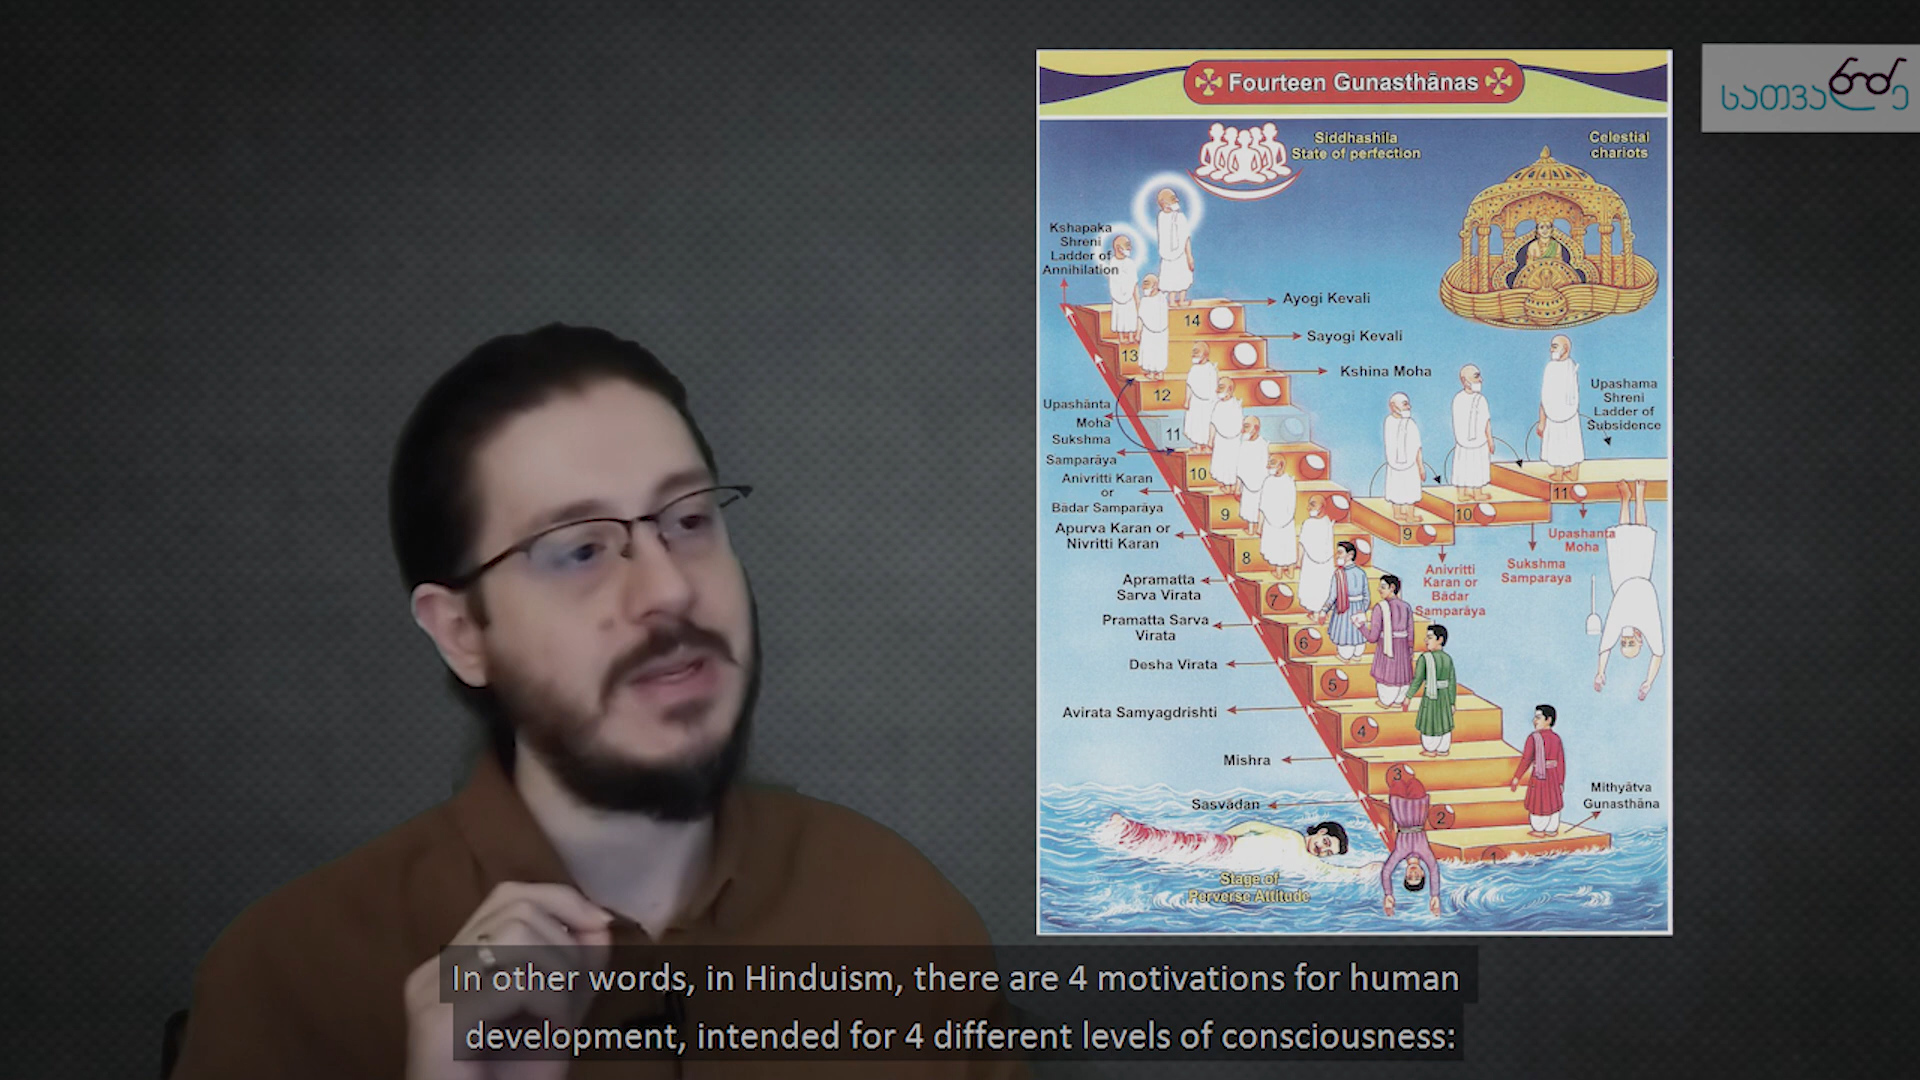 Fourteen Gunasthānas
სათვალე
Siddhashila
State of perfection
Celestial
chariots
Kshapaka
Shreni
Ladder of
Annihilation
Ayogi Kevali
14
Sayogi Kevali
13
Kshina Moha
12
Upashānta
Moha
11
Sukshma
Samparāya
10
Anivritti Karan
or
Bādar Samparāya
9
Apurva Karan or
Nivritti Karan
8
Apramatta
Sarva Virata
7
Pramatta Sarva
Virata
6
Desha Virata
5
Avirata Samyagdrishti
4
Mishra
3
Sasvādan
2
Mithyātva
Gunasthāna
1
Upashama
Shreni
Ladder of
Subsidence
11
10
9
Upashanta
Moha
Sukshma
Samparaya
Anivritti
Karan or
Bādar
Samparāya
Stage of
Perverse Attitude
In other words, in Hinduism, there are 4 motivations for human
development, intended for 4 different levels of consciousness: